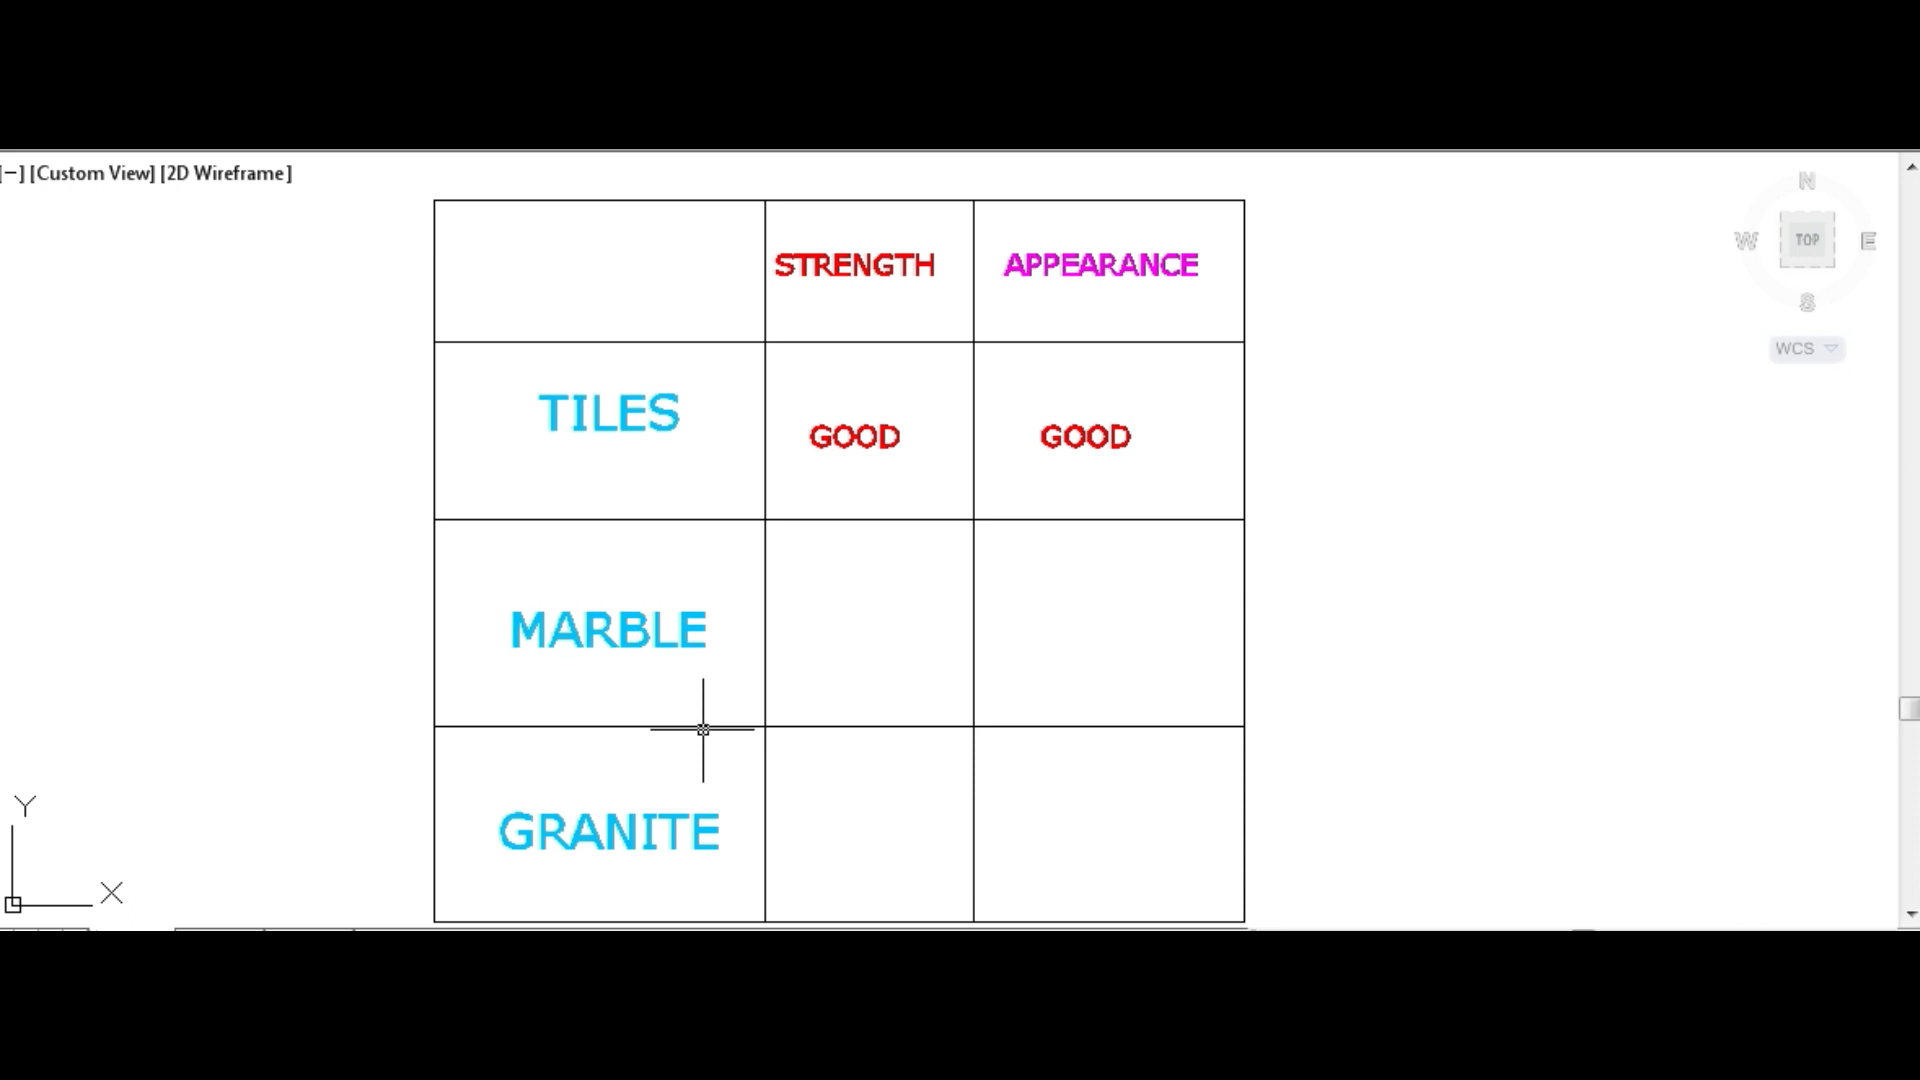 [−] [Custom View] [2D Wireframe]
N
W TOP E
S
WCS
STRENGTH APPEARANCE
TILES GOOD GOOD
MARBLE
GRANITE
Y
X